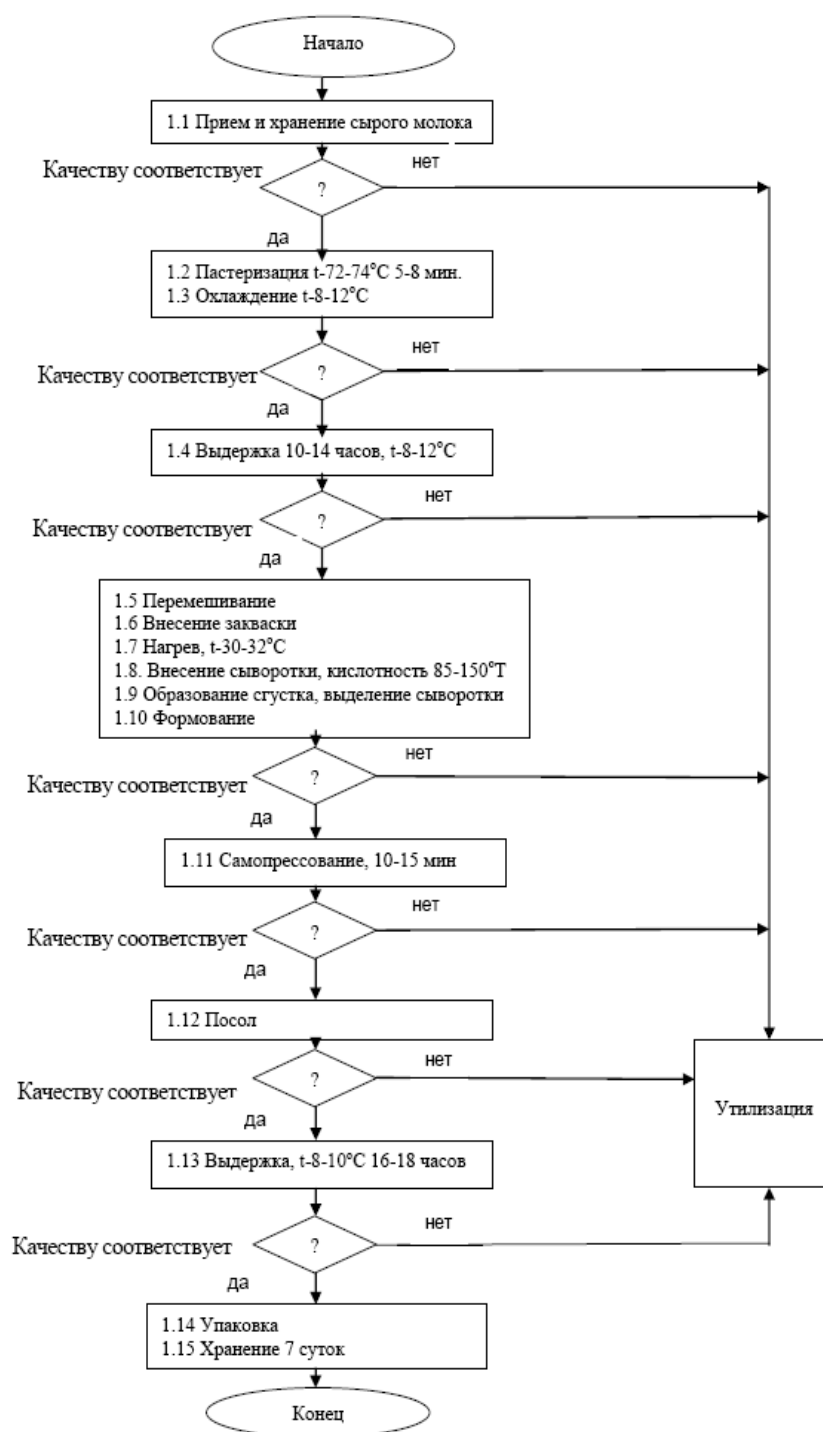 Начало
1.1 Прием и хранение сырого молока
Качеству соответствует
?
нет
да
1.2 Пастеризация t-72-74°С 5-8 мин.
1.3 Охлаждение t-8-12°С
Качеству соответствует
?
нет
да
1.4 Выдержка 10-14 часов, t-8-12°С
Качеству соответствует
?
нет
да
1.5 Перемешивание
1.6 Внесение закваски
1.7 Нагрев, t-30-32°С
1.8. Внесение сыворотки, кислотность 85-150°Т
1.9 Образование сгустка, выделение сыворотки
1.10 Формование
Качеству соответствует
?
нет
да
1.11 Самопрессование, 10-15 мин
Качеству соответствует
?
нет
да
1.12 Посол
Качеству соответствует
?
нет
Утилизация
да
1.13 Выдержка, t-8-10°С 16-18 часов
Качеству соответствует
?
нет
да
1.14 Упаковка
1.15 Хранение 7 суток
Конец